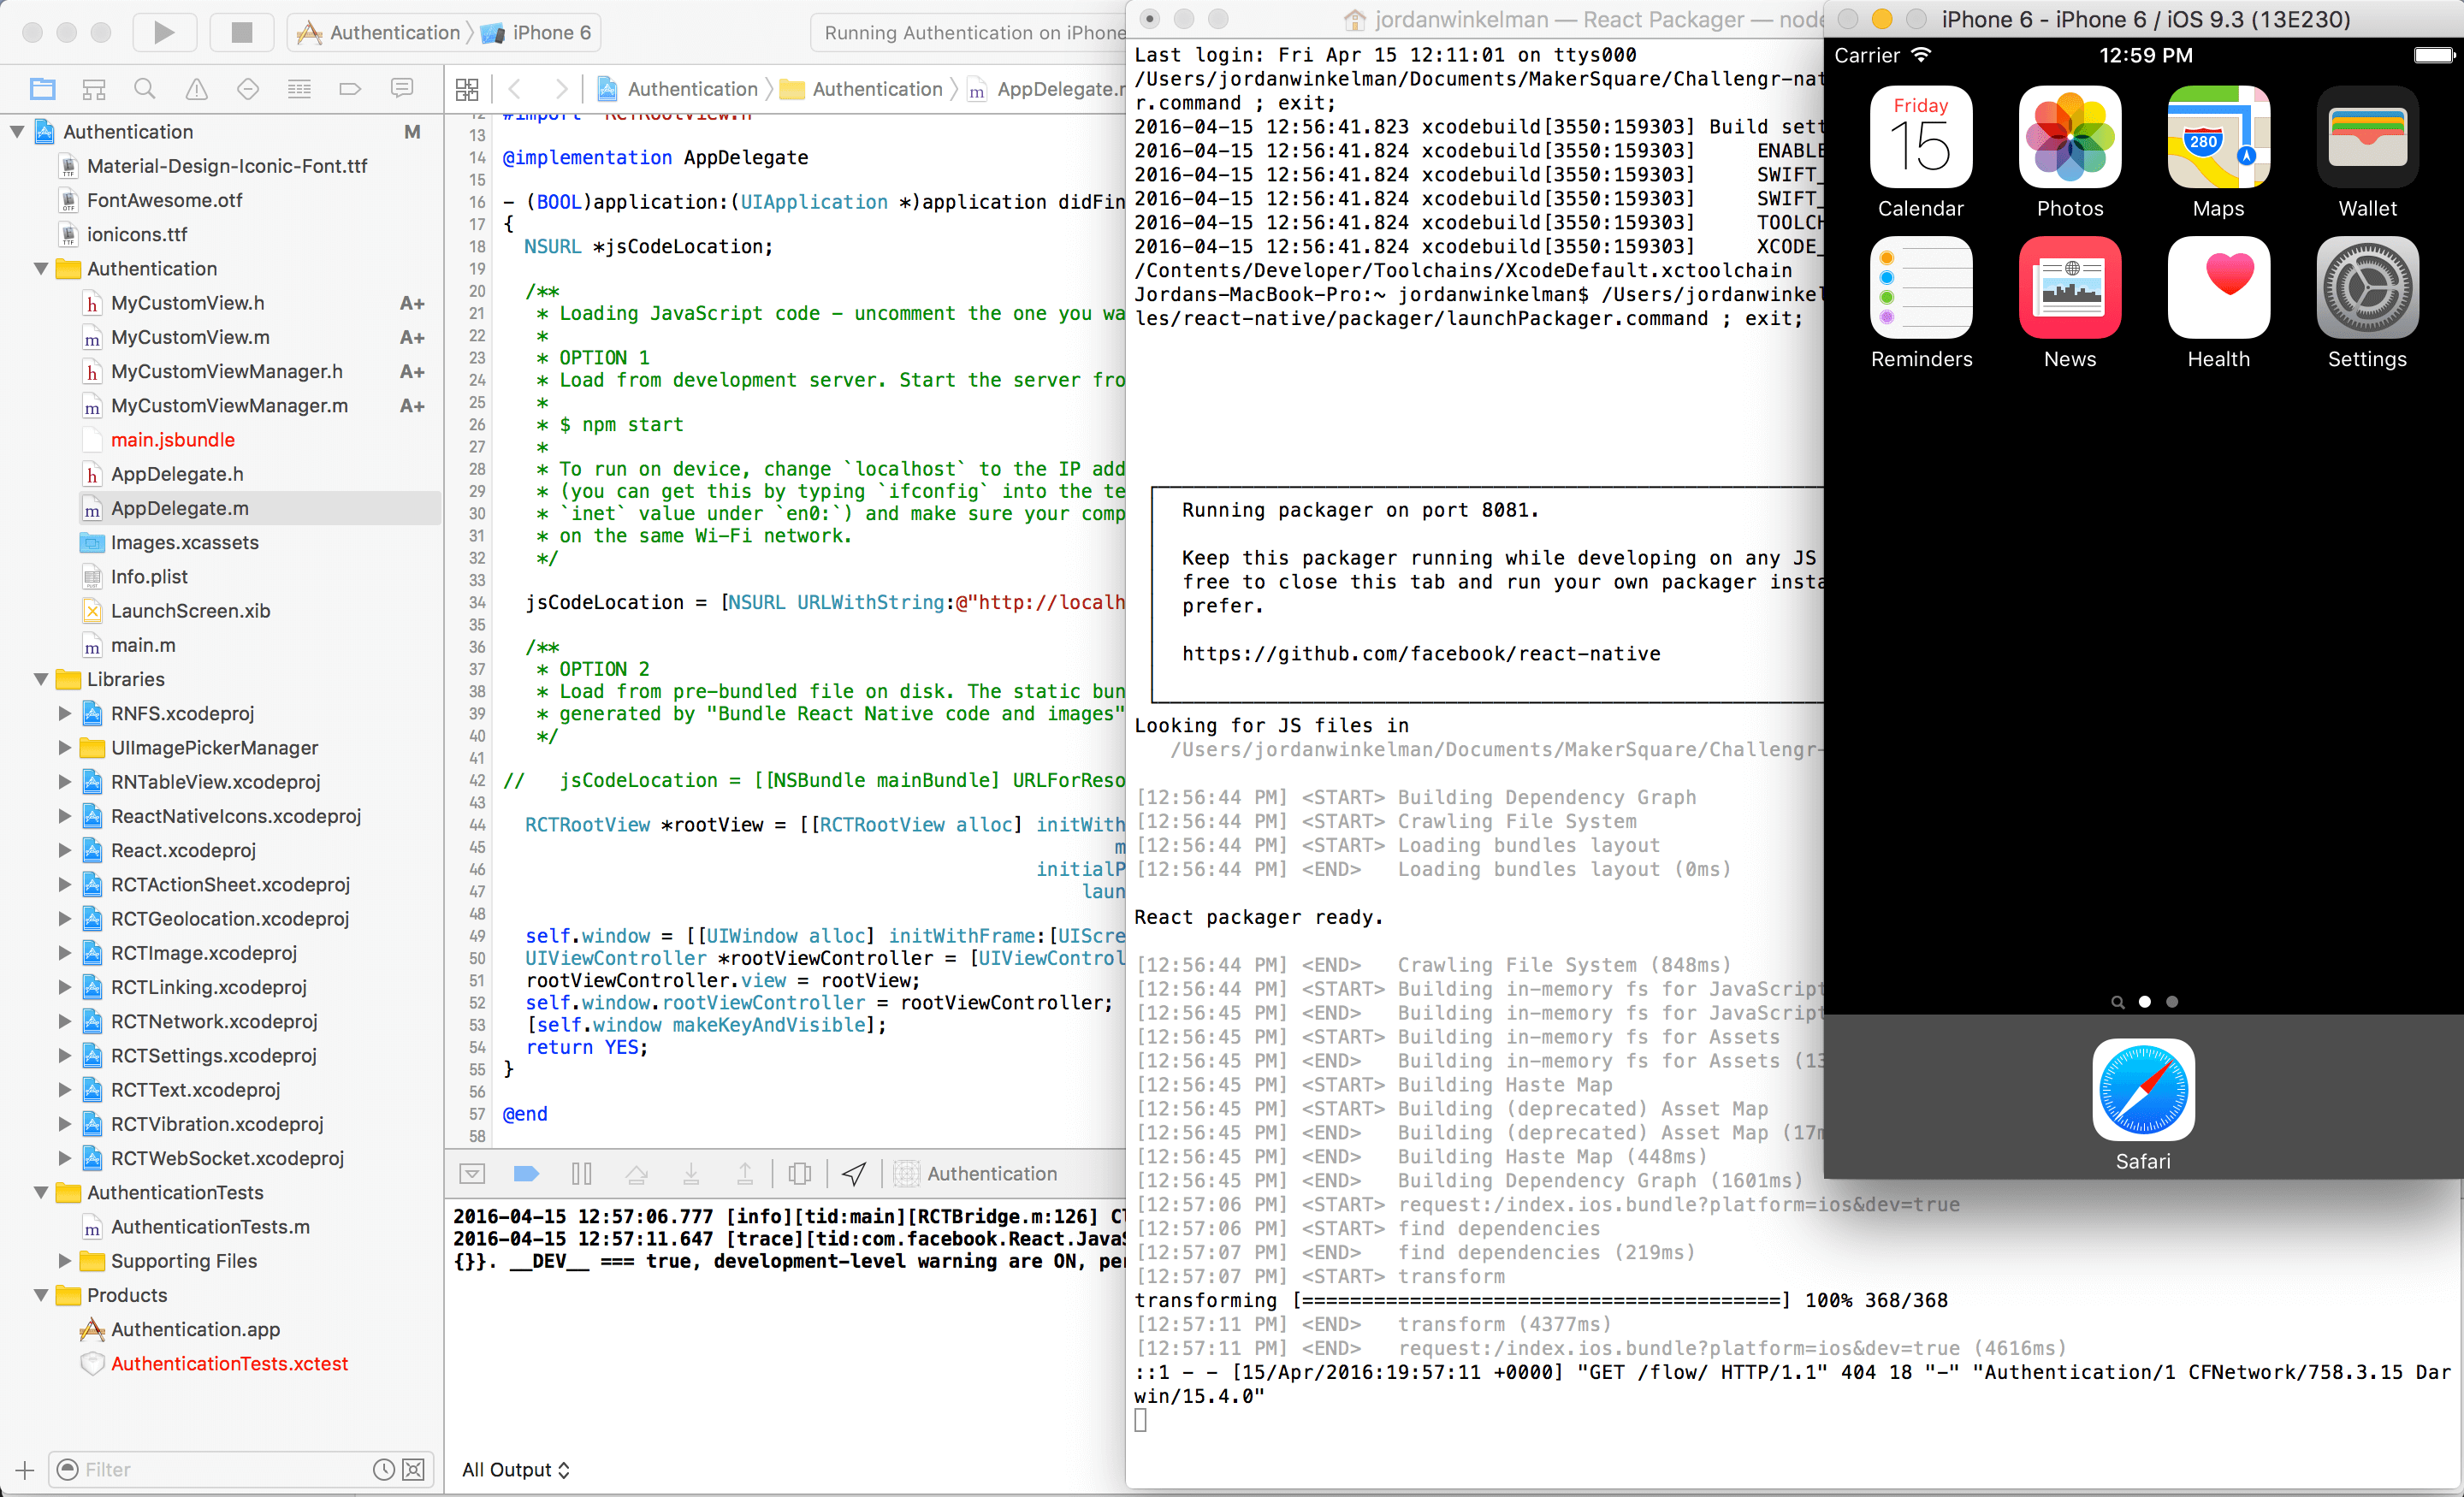 Authentication
iPhone 6
Running Authentication on iPhone
Authentication
Authentication
AppDelegate.
Authentication M
Material-Design-Iconic-Font.ttf
FontAwesome.otf
ionicons.ttf
Authentication
MyCustomView.h A+
MyCustomView.m A+
MyCustomViewManager.h A+
MyCustomViewManager.m A+
main.jsbundle
AppDelegate.h
AppDelegate.m
Images.xcassets
Info.plist
LaunchScreen.xib
main.m
Libraries
RNFS.xcodeproj
UIImagePickerManager
RNTableView.xcodeproj
ReactNativeIcons.xcodeproj
React.xcodeproj
RCTActionSheet.xcodeproj
RCTGeolocation.xcodeproj
RCTImage.xcodeproj
RCTLinking.xcodeproj
RCTNetwork.xcodeproj
RCTSettings.xcodeproj
RCTText.xcodeproj
RCTVibration.xcodeproj
RCTWebSocket.xcodeproj
AuthenticationTests
AuthenticationTests.m
Supporting Files
Products
Authentication.app
AuthenticationTests.xctest
Filter
12 #import "RCTRootView.h"
13
14 @implementation AppDelegate
15
16 - (BOOL)application:(UIApplication *)application didFin
17 {
18 NSURL *jsCodeLocation;
19
20 /**
21 * Loading JavaScript code - uncomment the one you wa
22 *
23 * OPTION 1
24 * Load from development server. Start the server fro
25 *
26 * $ npm start
27 *
28 * To run on device, change `localhost` to the IP add
29 * (you can get this by typing `ifconfig` into the te
30 * `inet` value under `en0:`) and make sure your comp
31 * on the same Wi-Fi network.
32 */
33
34 jsCodeLocation = [NSURL URLWithString:@"http://localh
35
36 /**
37 * OPTION 2
38 * Load from pre-bundled file on disk. The static bun
39 * generated by "Bundle React Native code and images"
40 */
41
42 // jsCodeLocation = [[NSBundle mainBundle] URLForReso
43
44 RCTRootView *rootView = [[RCTRootView alloc] initWith
45 m
46 initialP
47 laun
48
49 self.window = [[UIWindow alloc] initWithFrame:[UIScre
50 UIViewController *rootViewController = [UIViewControl
51 rootViewController.view = rootView;
52 self.window.rootViewController = rootViewController;
53 [self.window makeKeyAndVisible];
54 return YES;
55 }
56
57 @end
58
Authentication
2016-04-15 12:57:06.777 [info][tid:main][RCTBridge.m:126]
2016-04-15 12:57:11.647 [trace][tid:com.facebook.React.JavaS
{}}. __DEV__ === true, development-level warning are ON, per
All Output
jordanwinkelman — React Packager — node
Last login: Fri Apr 15 12:11:01 on ttys000
/Users/jordanwinkelman/Documents/MakerSquare/Challengr-nat
r.command ; exit;
2016-04-15 12:56:41.823 xcodebuild[3550:159303] Build sett
2016-04-15 12:56:41.824 xcodebuild[3550:159303] ENABLE
2016-04-15 12:56:41.824 xcodebuild[3550:159303] SWIFT_
2016-04-15 12:56:41.824 xcodebuild[3550:159303] SWIFT_
2016-04-15 12:56:41.824 xcodebuild[3550:159303] TOOLCH
2016-04-15 12:56:41.824 xcodebuild[3550:159303] XCODE_
/Contents/Developer/Toolchains/XcodeDefault.xctoolchain
Jordans-MacBook-Pro:~ jordanwinkelman$ /Users/jordanwinkel
les/react-native/packager/launchPackager.command ; exit;
Running packager on port 8081.
Keep this packager running while developing on any JS
free to close this tab and run your own packager insta
prefer.
https://github.com/facebook/react-native
Looking for JS files in
/Users/jordanwinkelman/Documents/MakerSquare/Challengr-
[12:56:44 PM] <START> Building Dependency Graph
[12:56:44 PM] <START> Crawling File System
[12:56:44 PM] <START> Loading bundles layout
[12:56:44 PM] <END> Loading bundles layout (0ms)
React packager ready.
[12:56:44 PM] <END> Crawling File System (848ms)
[12:56:44 PM] <START> Building in-memory fs for JavaScript
[12:56:45 PM] <END> Building in-memory fs for JavaScript
[12:56:45 PM] <START> Building in-memory fs for Assets
[12:56:45 PM] <END> Building in-memory fs for Assets (13
[12:56:45 PM] <START> Building Haste Map
[12:56:45 PM] <START> Building (deprecated) Asset Map
[12:56:45 PM] <END> Building (deprecated) Asset Map (17m
[12:56:45 PM] <END> Building Haste Map (448ms)
[12:56:45 PM] <END> Building Dependency Graph (1601ms)
[12:57:06 PM] <START> request:/index.ios.bundle?platform=ios&dev=true
[12:57:06 PM] <START> find dependencies
[12:57:07 PM] <END> find dependencies (219ms)
[12:57:07 PM] <START> transform
transforming [========================================] 100% 368/368
[12:57:11 PM] <END> transform (4377ms)
[12:57:11 PM] <END> request:/index.ios.bundle?platform=ios&dev=true (4616ms)
::1 - - [15/Apr/2016:19:57:11 +0000] "GET /flow/ HTTP/1.1" 404 18 "-" "Authentication/1 CFNetwork/758.3.15 Dar
win/15.4.0"
iPhone 6 - iPhone 6 / iOS 9.3 (13E230)
Carrier 12:59 PM
Friday
15
280
Calendar Photos Maps Wallet
Reminders News Health Settings
Safari